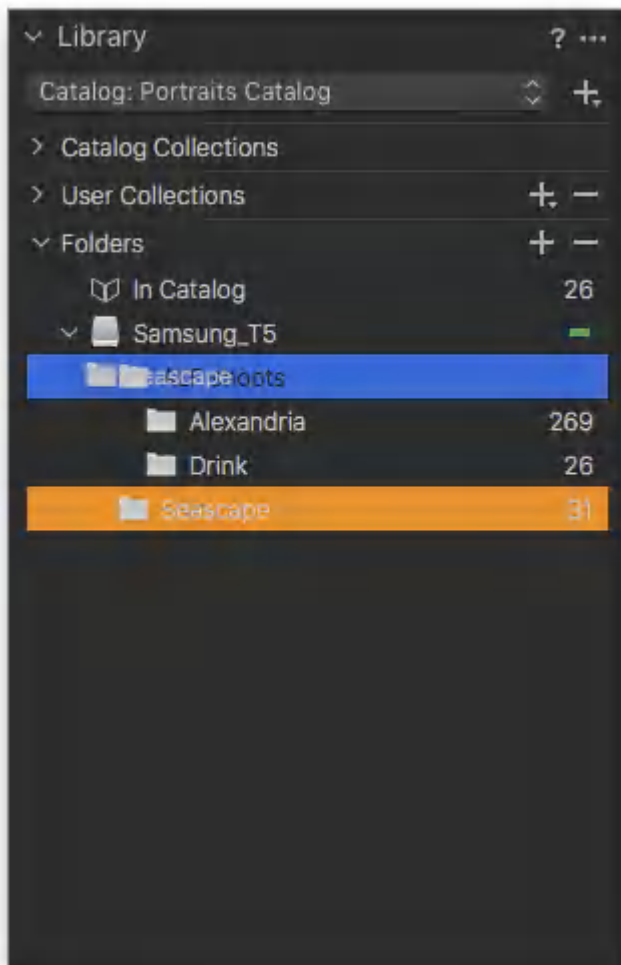 Library ? ...
Catalog: Portraits Catalog
Catalog Collections
User Collections
Folders
In Catalog 26
Samsung_T5
Alexandria 269
Drink 26
Seascape 31